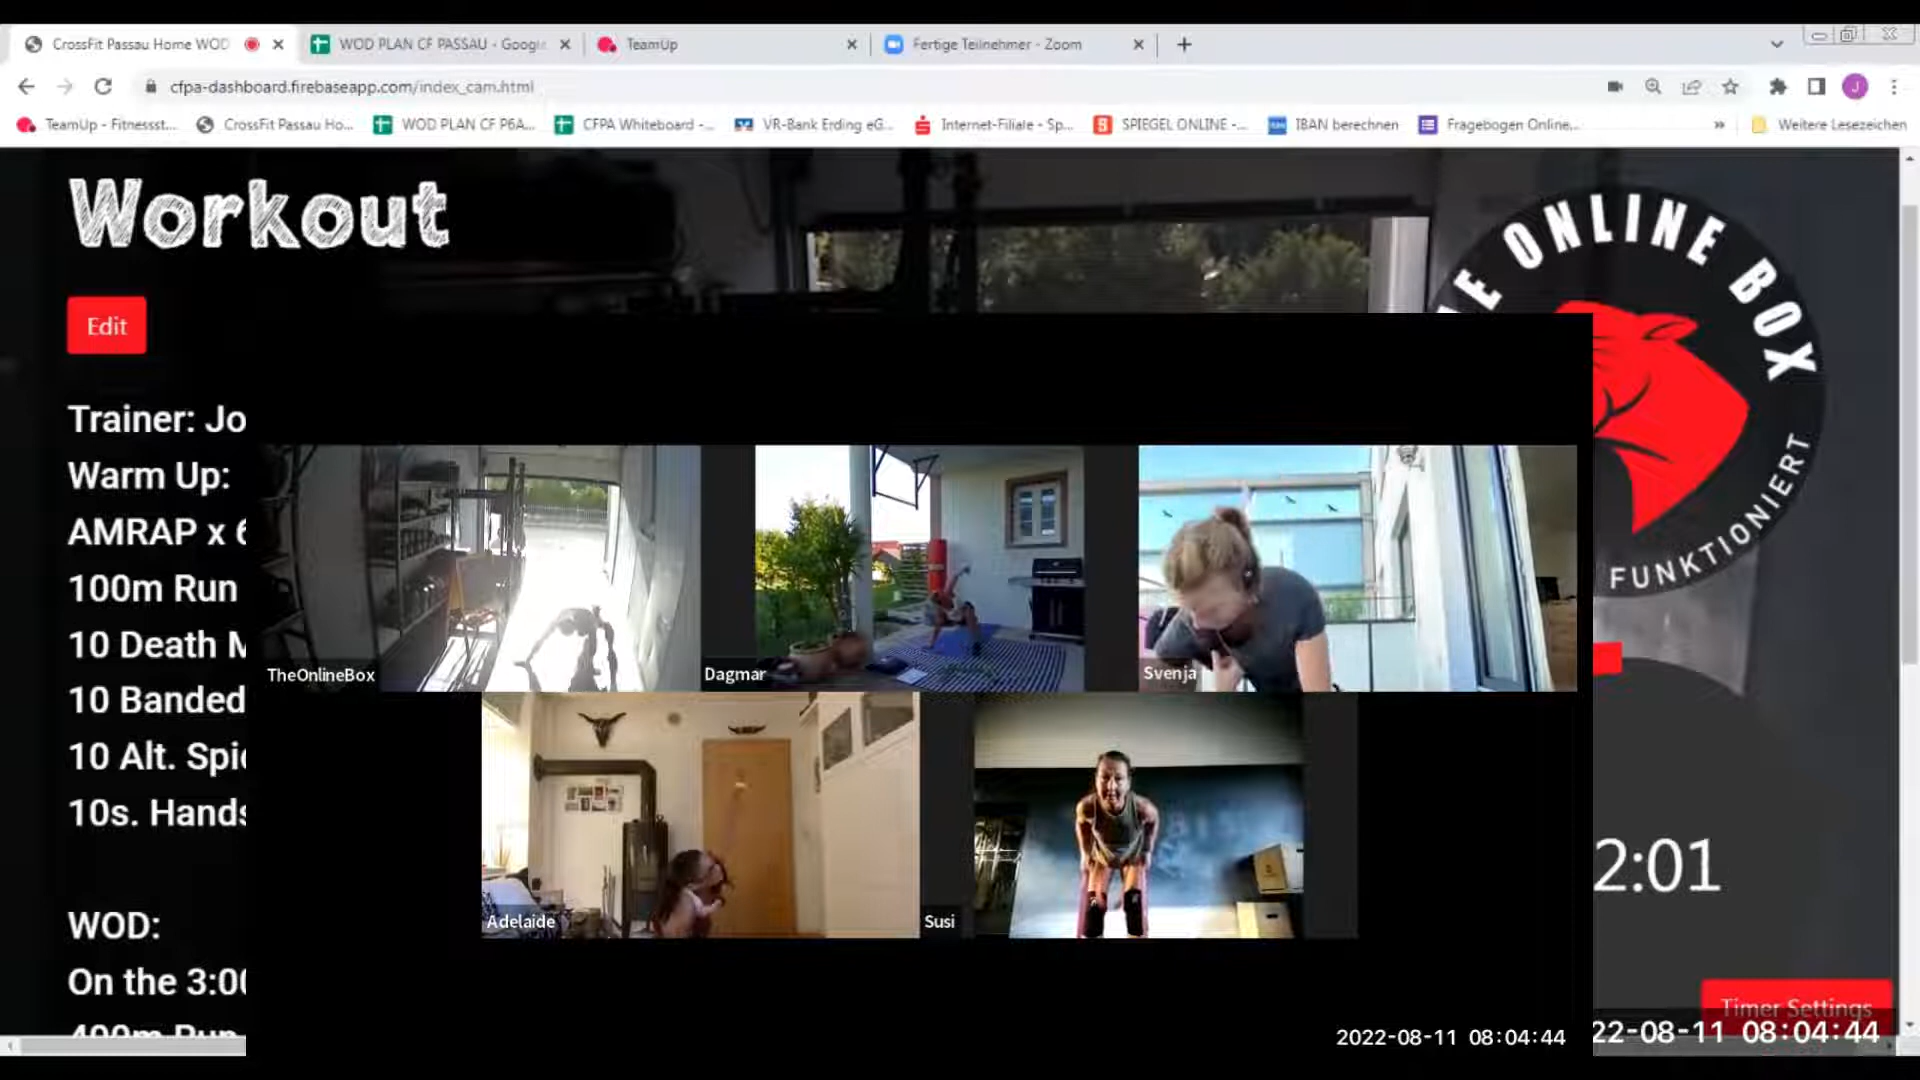 CrossFit Passau Home WOD
WOD PLAN CF PASSAU - Google
TeamUp
Fertige Teilnehmer - Zoom
cfpa-dashboard.firebaseapp.com/index_cam.html
J
TeamUp - Fitnessst...
CrossFit Passau Ho...
WOD PLAN CF P6A...
CFPA Whiteboard -...
VR-Bank Erding eG...
Internet-Filiale - Sp...
SPIEGEL ONLINE -...
IBAN berechnen
Fragebogen Online...
»
Weitere Lesezeichen
Workout
Edit
E ONLINE BOX
FUNKTIONIERT
Trainer: Jo
Warm Up:
AMRAP x 6
100m Run
10 Death M
10 Banded
10 Alt. Spi
10s. Hands
WOD:
On the 3:00
400m Run
TheOnlineBox
Dagmar
Svenja
Adelaide
Susi
2:01
Timer Settings
2022-08-11 08:04:44
22-08-11 08:04:44